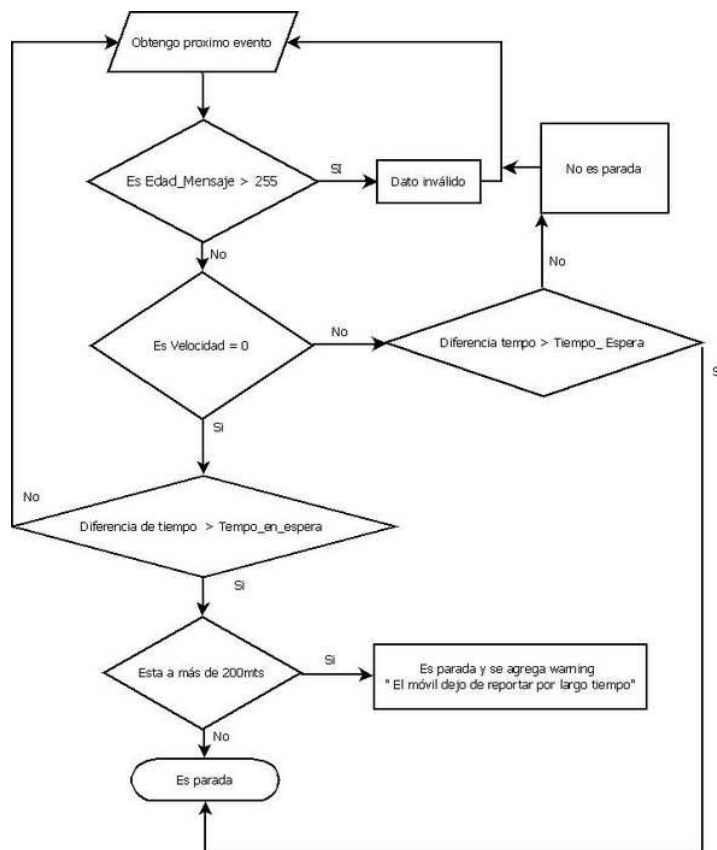 Obtengo proximo evento
Es Edad_Mensaje > 255
SI
Dato inválido
No es parada
No
No
Es Velocidad = 0
No
Diferencia tempo > Tiempo_ Espera
Si
No
Diferencia de tiempo > Tempo_en_espera
Si
Esta a más de 200mts
Si
Es parada y se agrega warning
" El móvil dejo de reportar por largo tiempo"
No
Es parada